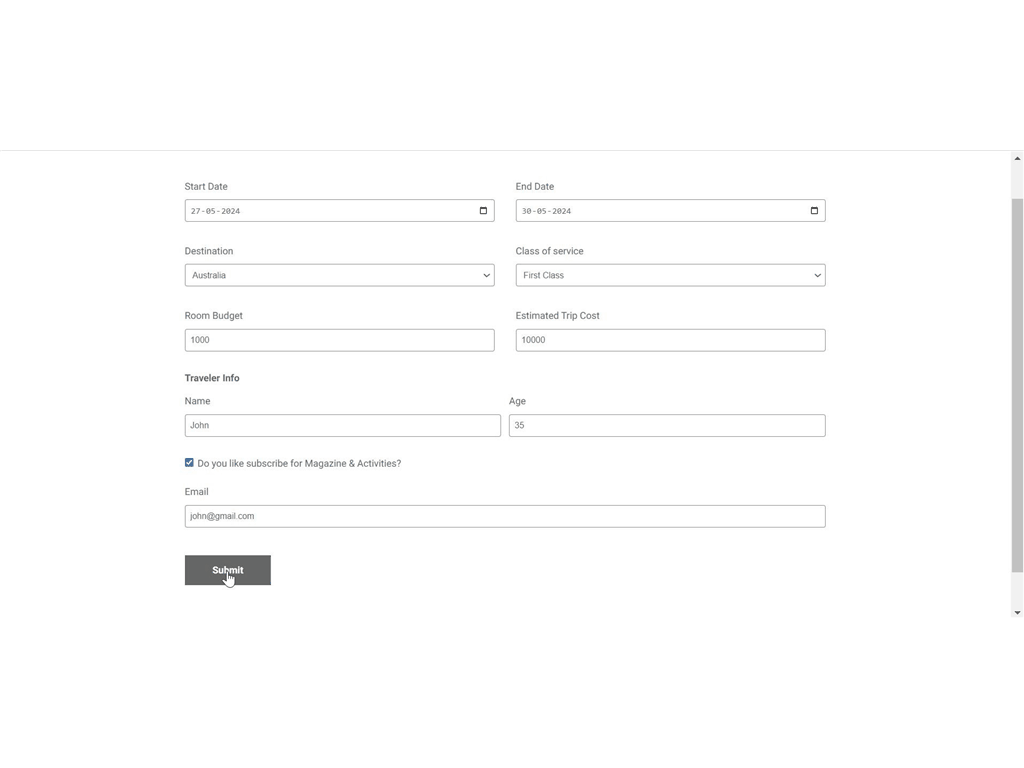 Start Date
End Date
27-05-2024
30-05-2024
Destination
Class of service
Australia
First Class
Room Budget
Estimated Trip Cost
1000
10000
Traveler Info
Name
Age
John
35
Do you like subscribe for Magazine & Activities?
Email
john@gmail.com
Submit